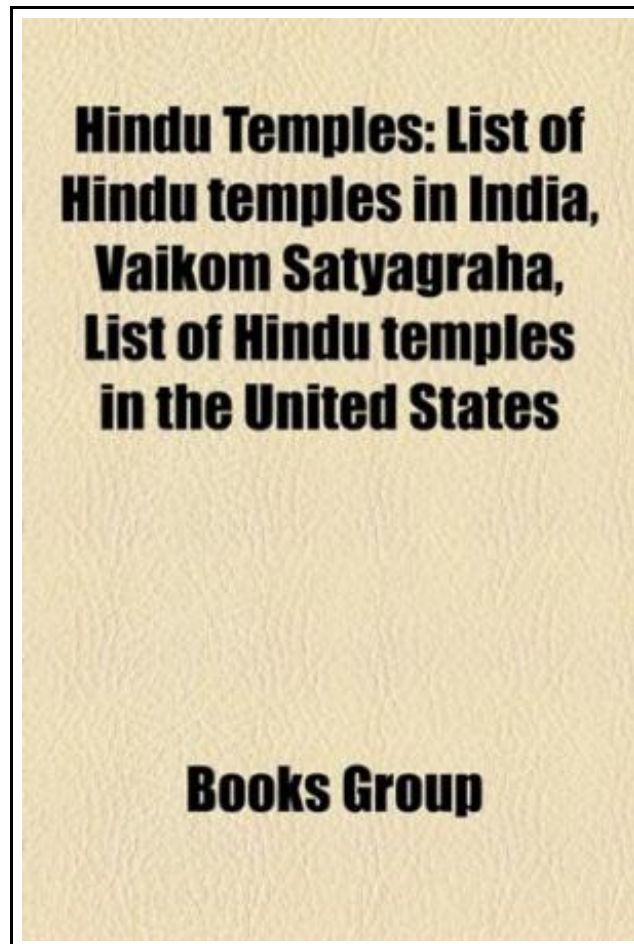 Hindu Temples: List of
Hindu temples in India,
Vaikom Satyagraha,
List of Hindu temples
in the United States
Books Group